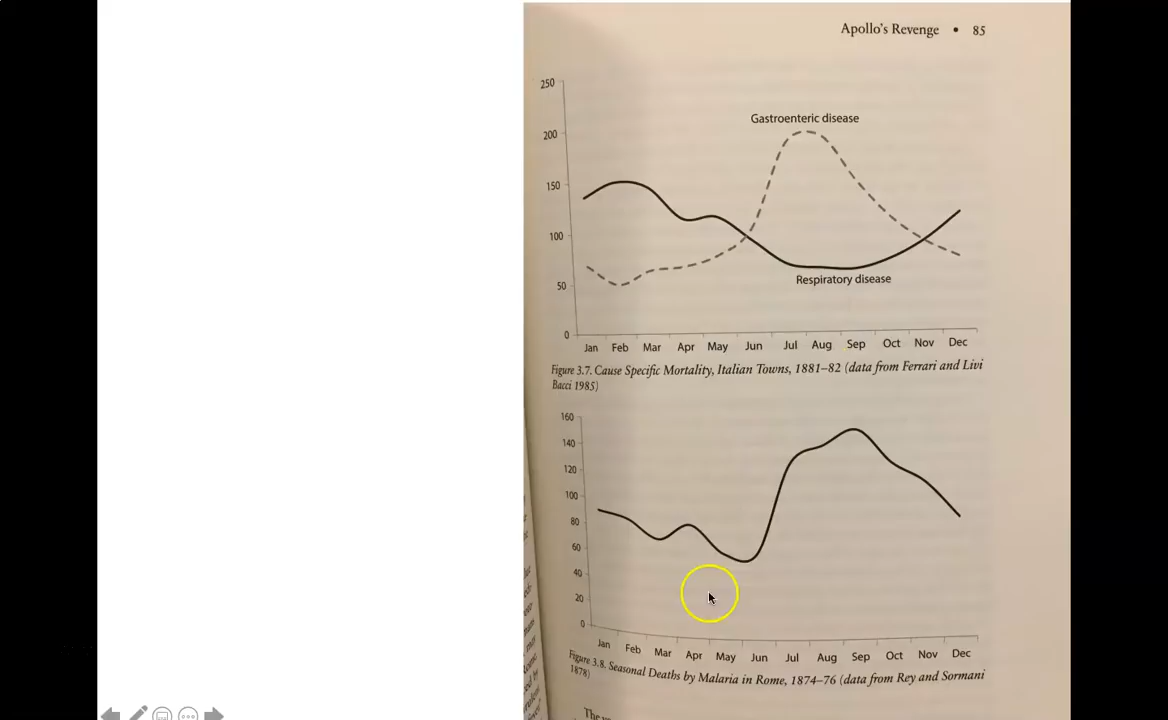 Apollo's Revenge • 85
250
200
150
100
50
0
Gastroenteric disease
Respiratory disease
Jan Feb Mar Apr May Jun Jul Aug Sep Oct Nov Dec
Figure 3.7. Cause Specific Mortality, Italian Towns, 1881–82 (data from Ferrari and Livi
Bacci 1985)
160
140
120
100
80
60
40
20
0
Jan Feb Mar Apr May Jun Jul Aug Sep Oct Nov Dec
Figure 3.8. Seasonal Deaths by Malaria in Rome, 1874–76 (data from Rey and Sormani
1878)